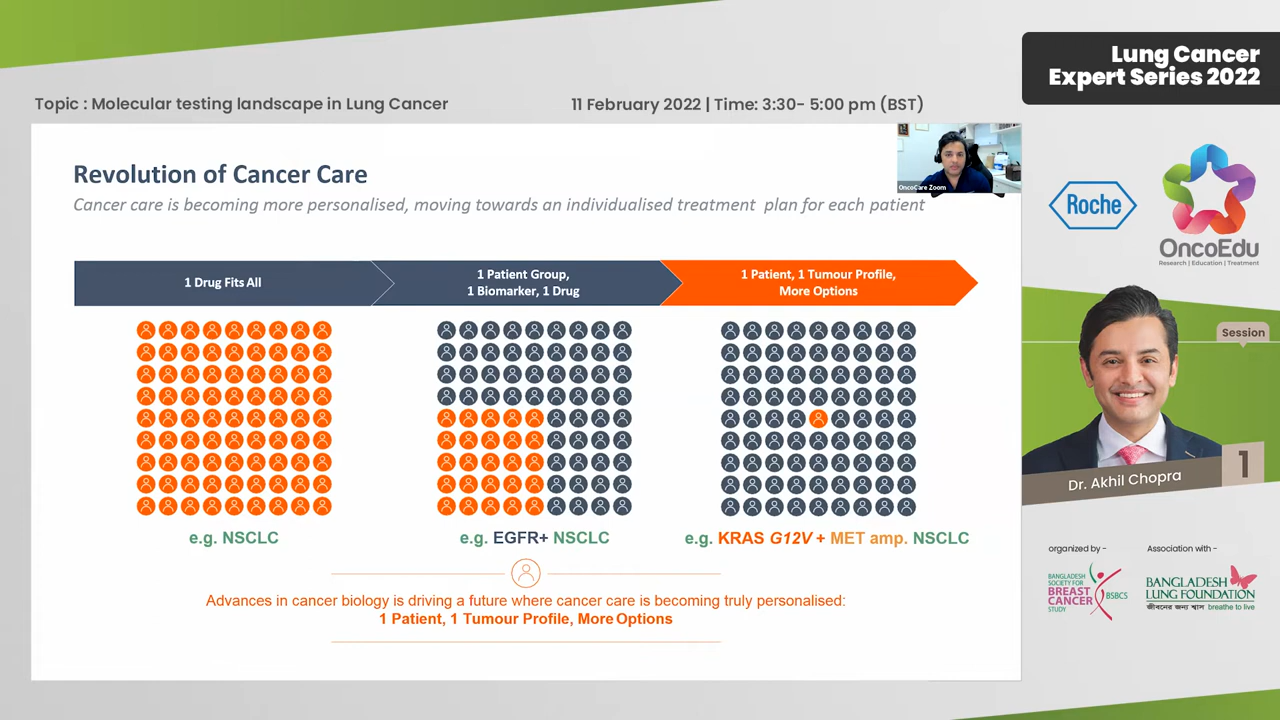 Lung Cancer
Expert Series 2022
Topic : Molecular testing landscape in Lung Cancer
11 February 2022 | Time: 3:30- 5:00 pm (BST)
Revolution of Cancer Care
Cancer care is becoming more personalised, moving towards an individualised treatment plan for each patient
OncoCare Zoom
1 Drug Fits All
1 Patient Group,
1 Biomarker, 1 Drug
1 Patient, 1 Tumour Profile,
More Options
e.g. NSCLC
e.g. EGFR+ NSCLC
e.g. KRAS G12V + MET amp. NSCLC
Advances in cancer biology is driving a future where cancer care is becoming truly personalised:
1 Patient, 1 Tumour Profile, More Options
Roche
OncoEdu
Research | Education | Treatment
Session
1
Dr. Akhil Chopra
organized by -
Association with -
BANGLADESH
SOCIETY FOR
BREAST
CANCER
STUDY
BSBCS
BANGLADESH
LUNG FOUNDATION
জীবনের জন্য শ্বাস breathe to live